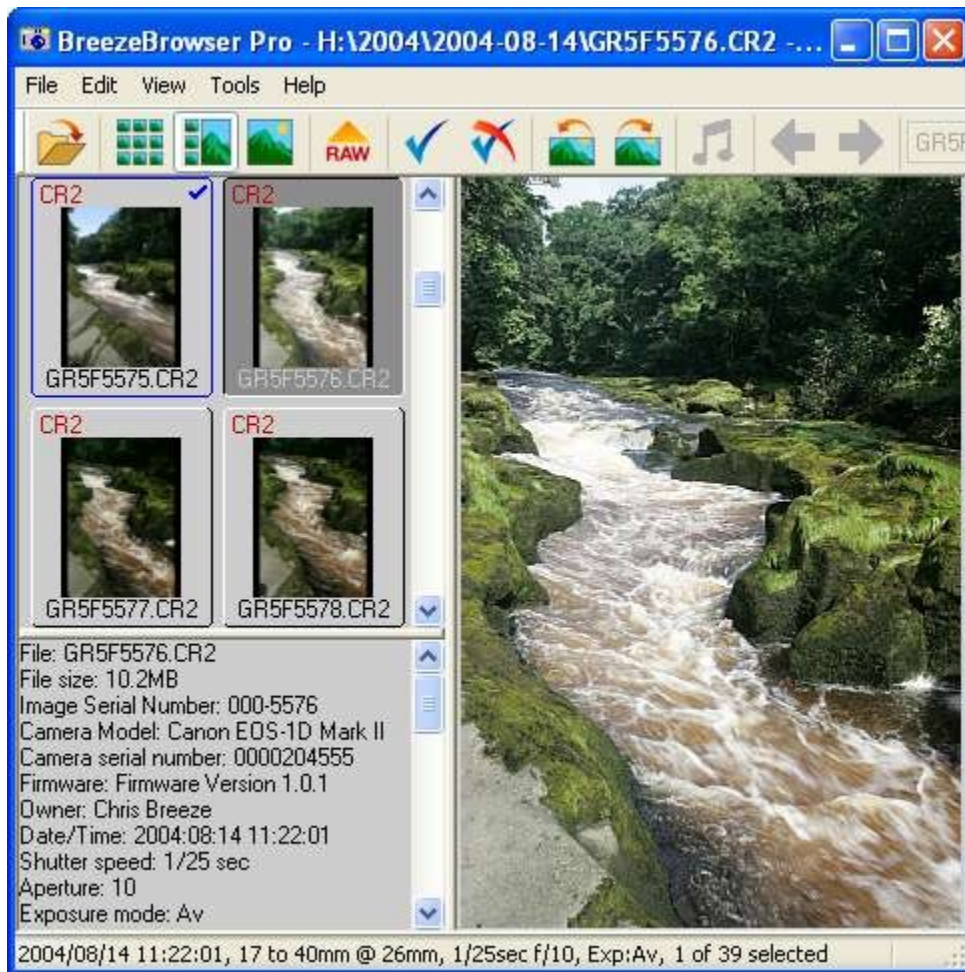 BreezeBrowser Pro - H:\2004\2004-08-14\GR5F5576.CR2 -...
File Edit View Tools Help
RAW
CR2
CR2
GR5F5575.CR2
GR5F5576.CR2
CR2
CR2
GR5F5577.CR2
GR5F5578.CR2
File: GR5F5576.CR2
File size: 10.2MB
Image Serial Number: 000-5576
Camera Model: Canon EOS-1D Mark II
Camera serial number: 0000204555
Firmware: Firmware Version 1.0.1
Owner: Chris Breeze
Date/Time: 2004:08:14 11:22:01
Shutter speed: 1/25 sec
Aperture: 10
Exposure mode: Av
2004/08/14 11:22:01, 17 to 40mm @ 26mm, 1/25sec f/10, Exp:Av, 1 of 39 selected